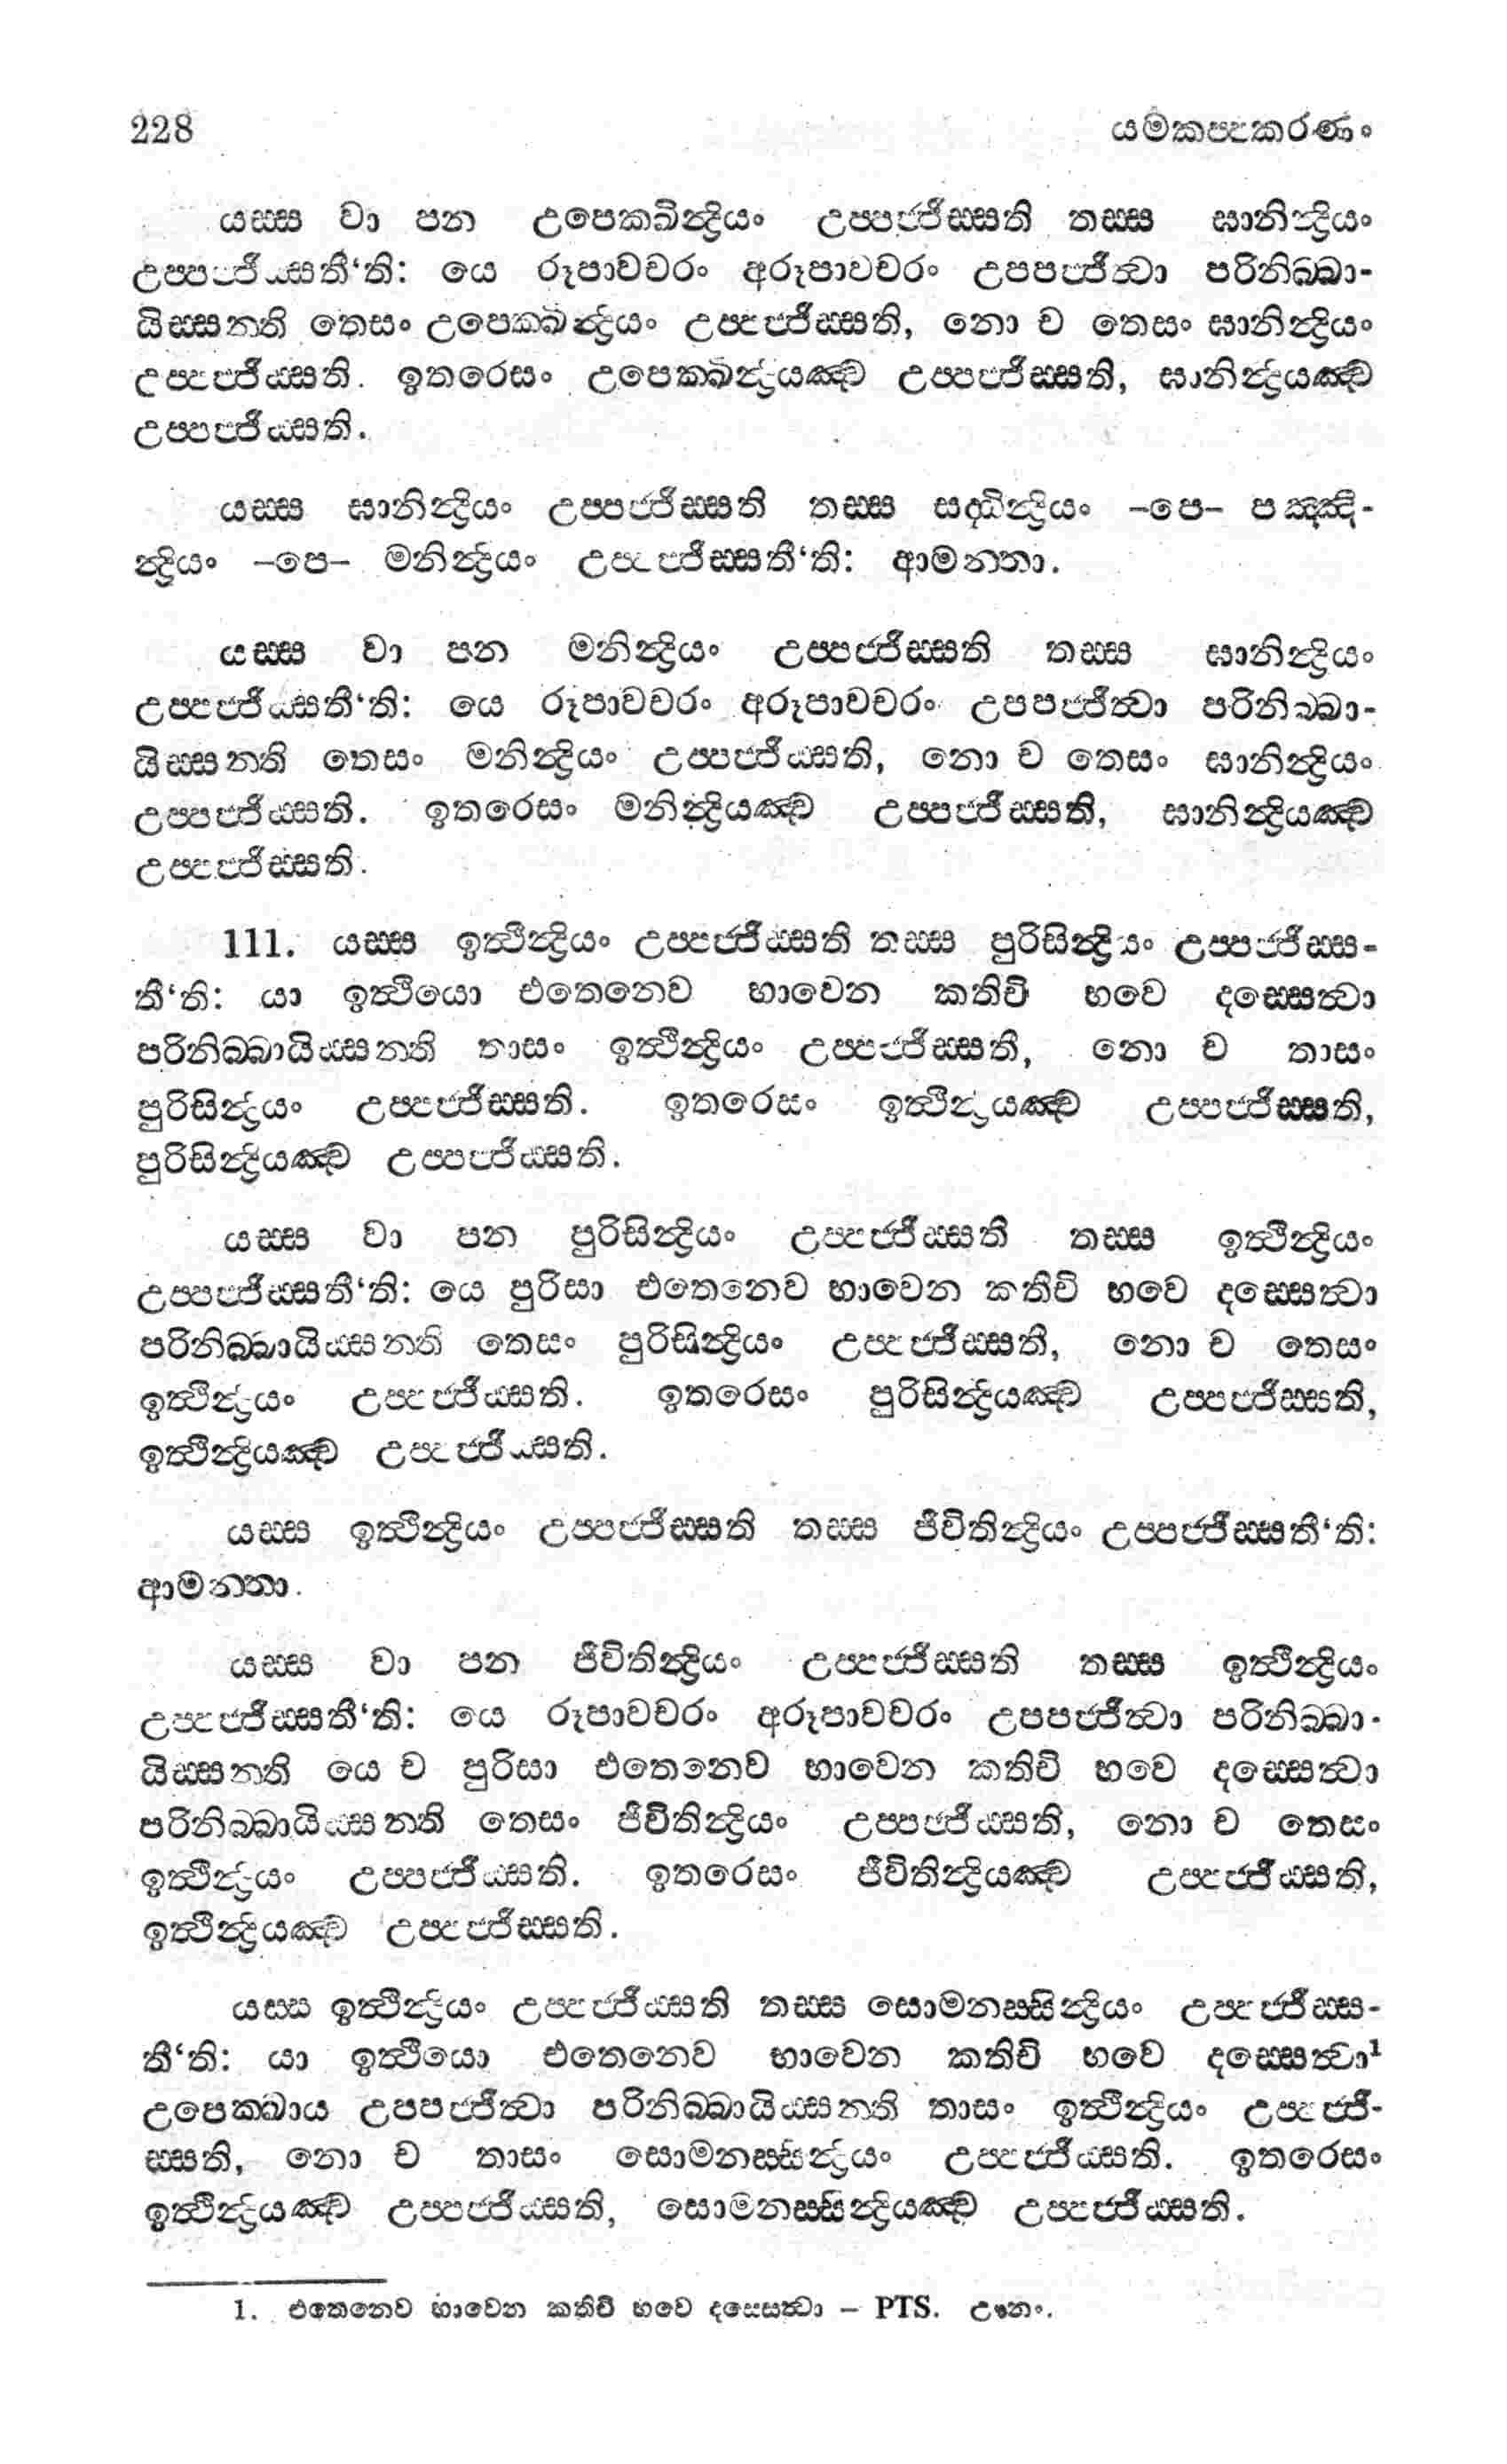 228 යමකප්පකරණං
යස්ස වා පන උපෙක්ඛින්ද්‍රියං උප්පජ්ජිස්සති තස්ස ඝානින්ද්‍රියං
උප්පජ්ජිස්සතී‘ති: යෙ රූපාවචරං අරූපාවචරං උපපජ්ජිත්වා පරිනිබ්බා-
යිස්සන්ති තෙසං උපෙක්ඛින්ද්‍රියං උප්පජ්ජිස්සති, නො ච තෙසං ඝානින්ද්‍රියං
උප්පජ්ජිස්සති. ඉතරෙසං උපෙක්ඛින්ද්‍රියඤ්ච උප්පජ්ජිස්සති, ඝානින්ද්‍රියඤ්ච
උප්පජ්ජිස්සති.
යස්ස ඝානින්ද්‍රියං උප්පජ්ජිස්සති තස්ස සද්ධින්ද්‍රියං –පෙ– පඤ්ඤි-
න්ද්‍රියං –පෙ– මනින්ද්‍රියං උප්පජ්ජිස්සතී‘ති: ආමන්තා.
යස්ස වා පන මනින්ද්‍රියං උප්පජ්ජිස්සති තස්ස ඝානින්ද්‍රියං
උප්පජ්ජිස්සතී‘ති: යෙ රූපාවචරං අරූපාවචරං උපපජ්ජිත්වා පරිනිබ්බා-
යිස්සන්ති තෙසං මනින්ද්‍රියං උප්පජ්ජිස්සති, නො ච තෙසං ඝානින්ද්‍රියං
උප්පජ්ජිස්සති. ඉතරෙසං මනින්ද්‍රියඤ්ච උප්පජ්ජිස්සති, ඝානින්ද්‍රියඤ්ච
උප්පජ්ජිස්සති.
111. යස්ස ඉත්ථින්ද්‍රියං උප්පජ්ජිස්සති තස්ස පුරිසින්ද්‍රියං උප්පජ්ජිස්ස-
තී‘ති: යා ඉත්ථියො එතෙනෙව භාවෙන කතිචි භවෙ දස්සෙත්වා
පරිනිබ්බායිස්සන්ති තාසං ඉත්ථින්ද්‍රියං උප්පජ්ජිස්සති, නො ච තාසං
පුරිසින්ද්‍රියං උප්පජ්ජිස්සති. ඉතරෙසං ඉත්ථින්ද්‍රියඤ්ච උප්පජ්ජිස්සති,
පුරිසින්ද්‍රියඤ්ච උප්පජ්ජිස්සති.
යස්ස වා පන පුරිසින්ද්‍රියං උප්පජ්ජිස්සති තස්ස ඉත්ථින්ද්‍රියං
උප්පජ්ජිස්සතී‘ති: යෙ පුරිසා එතෙනෙව භාවෙන කතිචි භවෙ දස්සෙත්වා
පරිනිබ්බායිස්සන්ති තෙසං පුරිසින්ද්‍රියං උප්පජ්ජිස්සති, නො ච තෙසං
ඉත්ථින්ද්‍රියං උප්පජ්ජිස්සති. ඉතරෙසං පුරිසින්ද්‍රියඤ්ච උප්පජ්ජිස්සති,
ඉත්ථින්ද්‍රියඤ්ච උප්පජ්ජිස්සති.
යස්ස ඉත්ථින්ද්‍රියං උප්පජ්ජිස්සති තස්ස ජීවිතින්ද්‍රියං උප්පජ්ජිස්සතී‘ති:
ආමන්තා.
යස්ස වා පන ජීවිතින්ද්‍රියං උප්පජ්ජිස්සති තස්ස ඉත්ථින්ද්‍රියං
උප්පජ්ජිස්සතී‘ති: යෙ රූපාවචරං අරූපාවචරං උපපජ්ජිත්වා පරිනිබ්බා-
යිස්සන්ති යෙ ච පුරිසා එතෙනෙව භාවෙන කතිචි භවෙ දස්සෙත්වා
පරිනිබ්බායිස්සන්ති තෙසං ජීවිතින්ද්‍රියං උප්පජ්ජිස්සති, නො ච තෙසං
ඉත්ථින්ද්‍රියං උප්පජ්ජිස්සති. ඉතරෙසං ජීවිතින්ද්‍රියඤ්ච උප්පජ්ජිස්සති,
ඉත්ථින්ද්‍රියඤ්ච උප්පජ්ජිස්සති.
යස්ස ඉත්ථින්ද්‍රියං උප්පජ්ජිස්සති තස්ස සොමනස්සින්ද්‍රියං උප්පජ්ජිස්ස-
තී‘ති: යා ඉත්ථියො එතෙනෙව භාවෙන කතිචි භවෙ දස්සෙත්වා¹
උපෙක්ඛාය උපපජ්ජිත්වා පරිනිබ්බායිස්සන්ති තාසං ඉත්ථින්ද්‍රියං උප්පජ්ජි-
ස්සති, නො ච තාසං සොමනස්සින්ද්‍රියං උප්පජ්ජිස්සති. ඉතරෙසං
ඉත්ථින්ද්‍රියඤ්ච උප්පජ්ජිස්සති, සොමනස්සින්ද්‍රියඤ්ච උප්පජ්ජිස්සති.
1. එතෙනෙව භාවෙන කතිචි භවෙ දස්සෙත්වා – PTS. ඌනං.